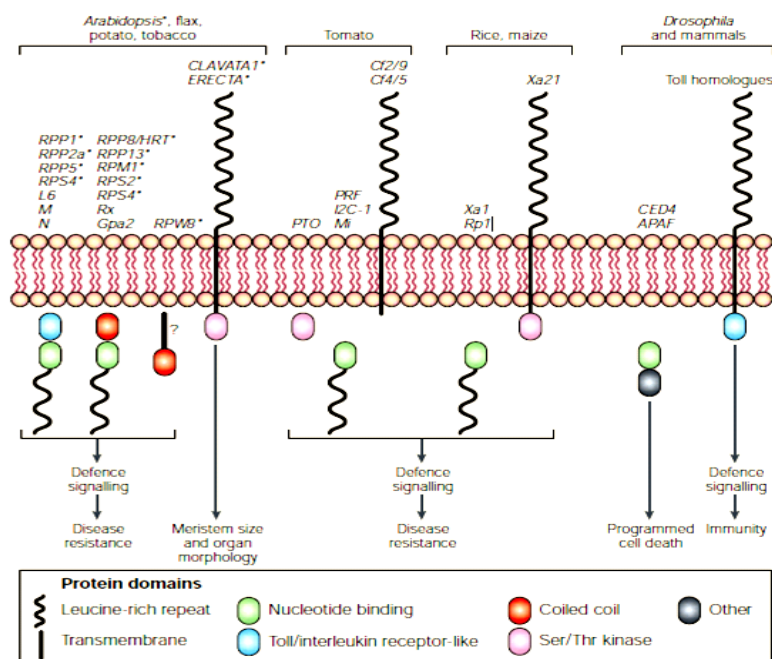 Arabidopsis*, flax,
potato, tobacco
Tomato
Rice, maize
Drosophila
and mammals
CLAVATA1*
ERECTA*
Cf2/9
Cf4/5
Xa21
Toll homologues
RPP1*
RPP2a*
RPP5*
RPS4*
L6
M
N
RPP8/HRT*
RPP13*
RPM1*
RPS2*
RPS4*
Rx
Gpa2
RPW8*
PTO
PRF
I2C-1
Mi
Xa1
Rp1
CED4
APAF
?
Defence
signalling
Disease
resistance
Meristem size
and organ
morphology
Defence
signalling
Disease
resistance
Programmed
cell death
Defence
signalling
Immunity
Protein domains
Leucine-rich repeat
Nucleotide binding
Coiled coil
Other
Transmembrane
Toll/interleukin receptor-like
Ser/Thr kinase